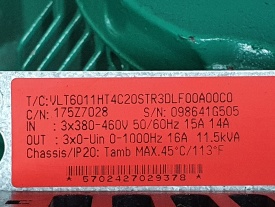 T/C:VLT6011HT4C20STR3DLF00A00C0
C/N: 175Z7028 S/N: 098641G505
IN : 3x380-460V 50/60Hz 15A 14A
OUT : 3x0-Uin 0-1000Hz 16A 11.5kVA
Chassis/IP20: Tamb MAX.45°C/113°F
*5702427029378*